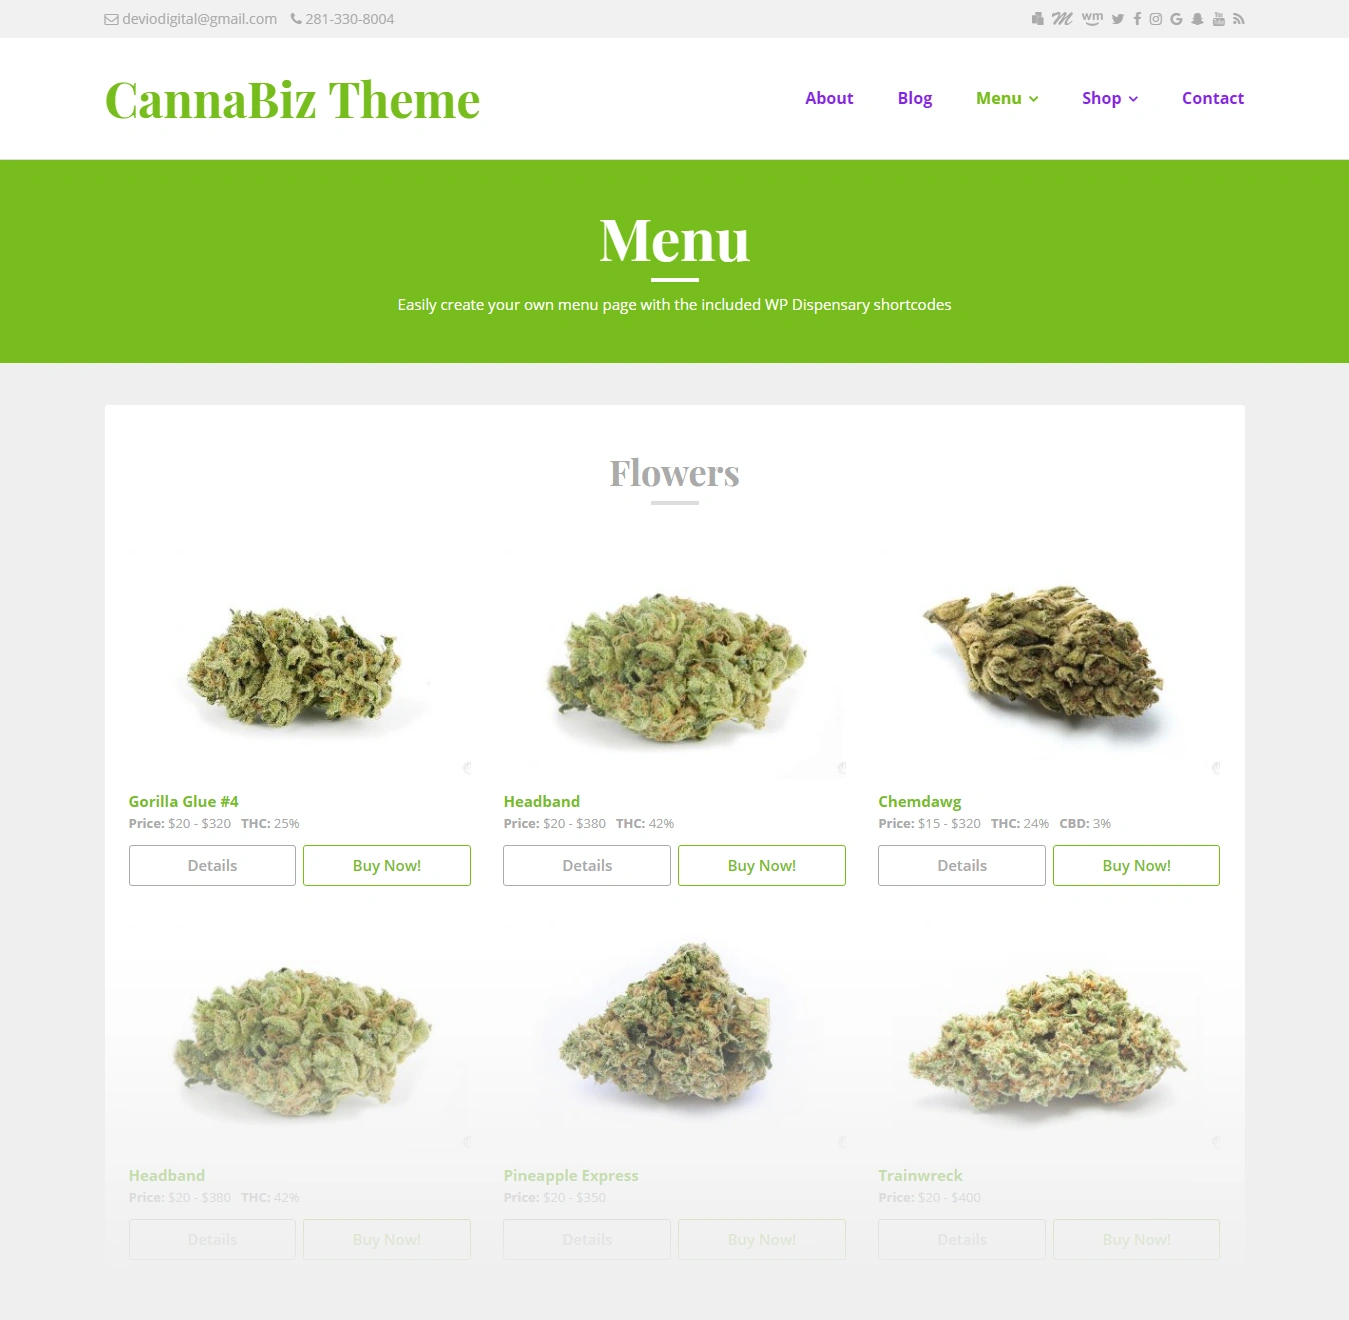 deviodigital@gmail.com 281-330-8004
CannaBiz Theme
About Blog Menu Shop Contact
Menu
Easily create your own menu page with the included WP Dispensary shortcodes
Flowers
Gorilla Glue #4 Headband Chemdawg
Price: $20 - $320 THC: 25% Price: $20 - $380 THC: 42% Price: $15 - $320 THC: 24% CBD: 3%
Details Buy Now! Details Buy Now! Details Buy Now!
Headband Pineapple Express Trainwreck
Price: $20 - $380 THC: 42% Price: $20 - $350 Price: $20 - $400
Details Buy Now! Details Buy Now! Details Buy Now!